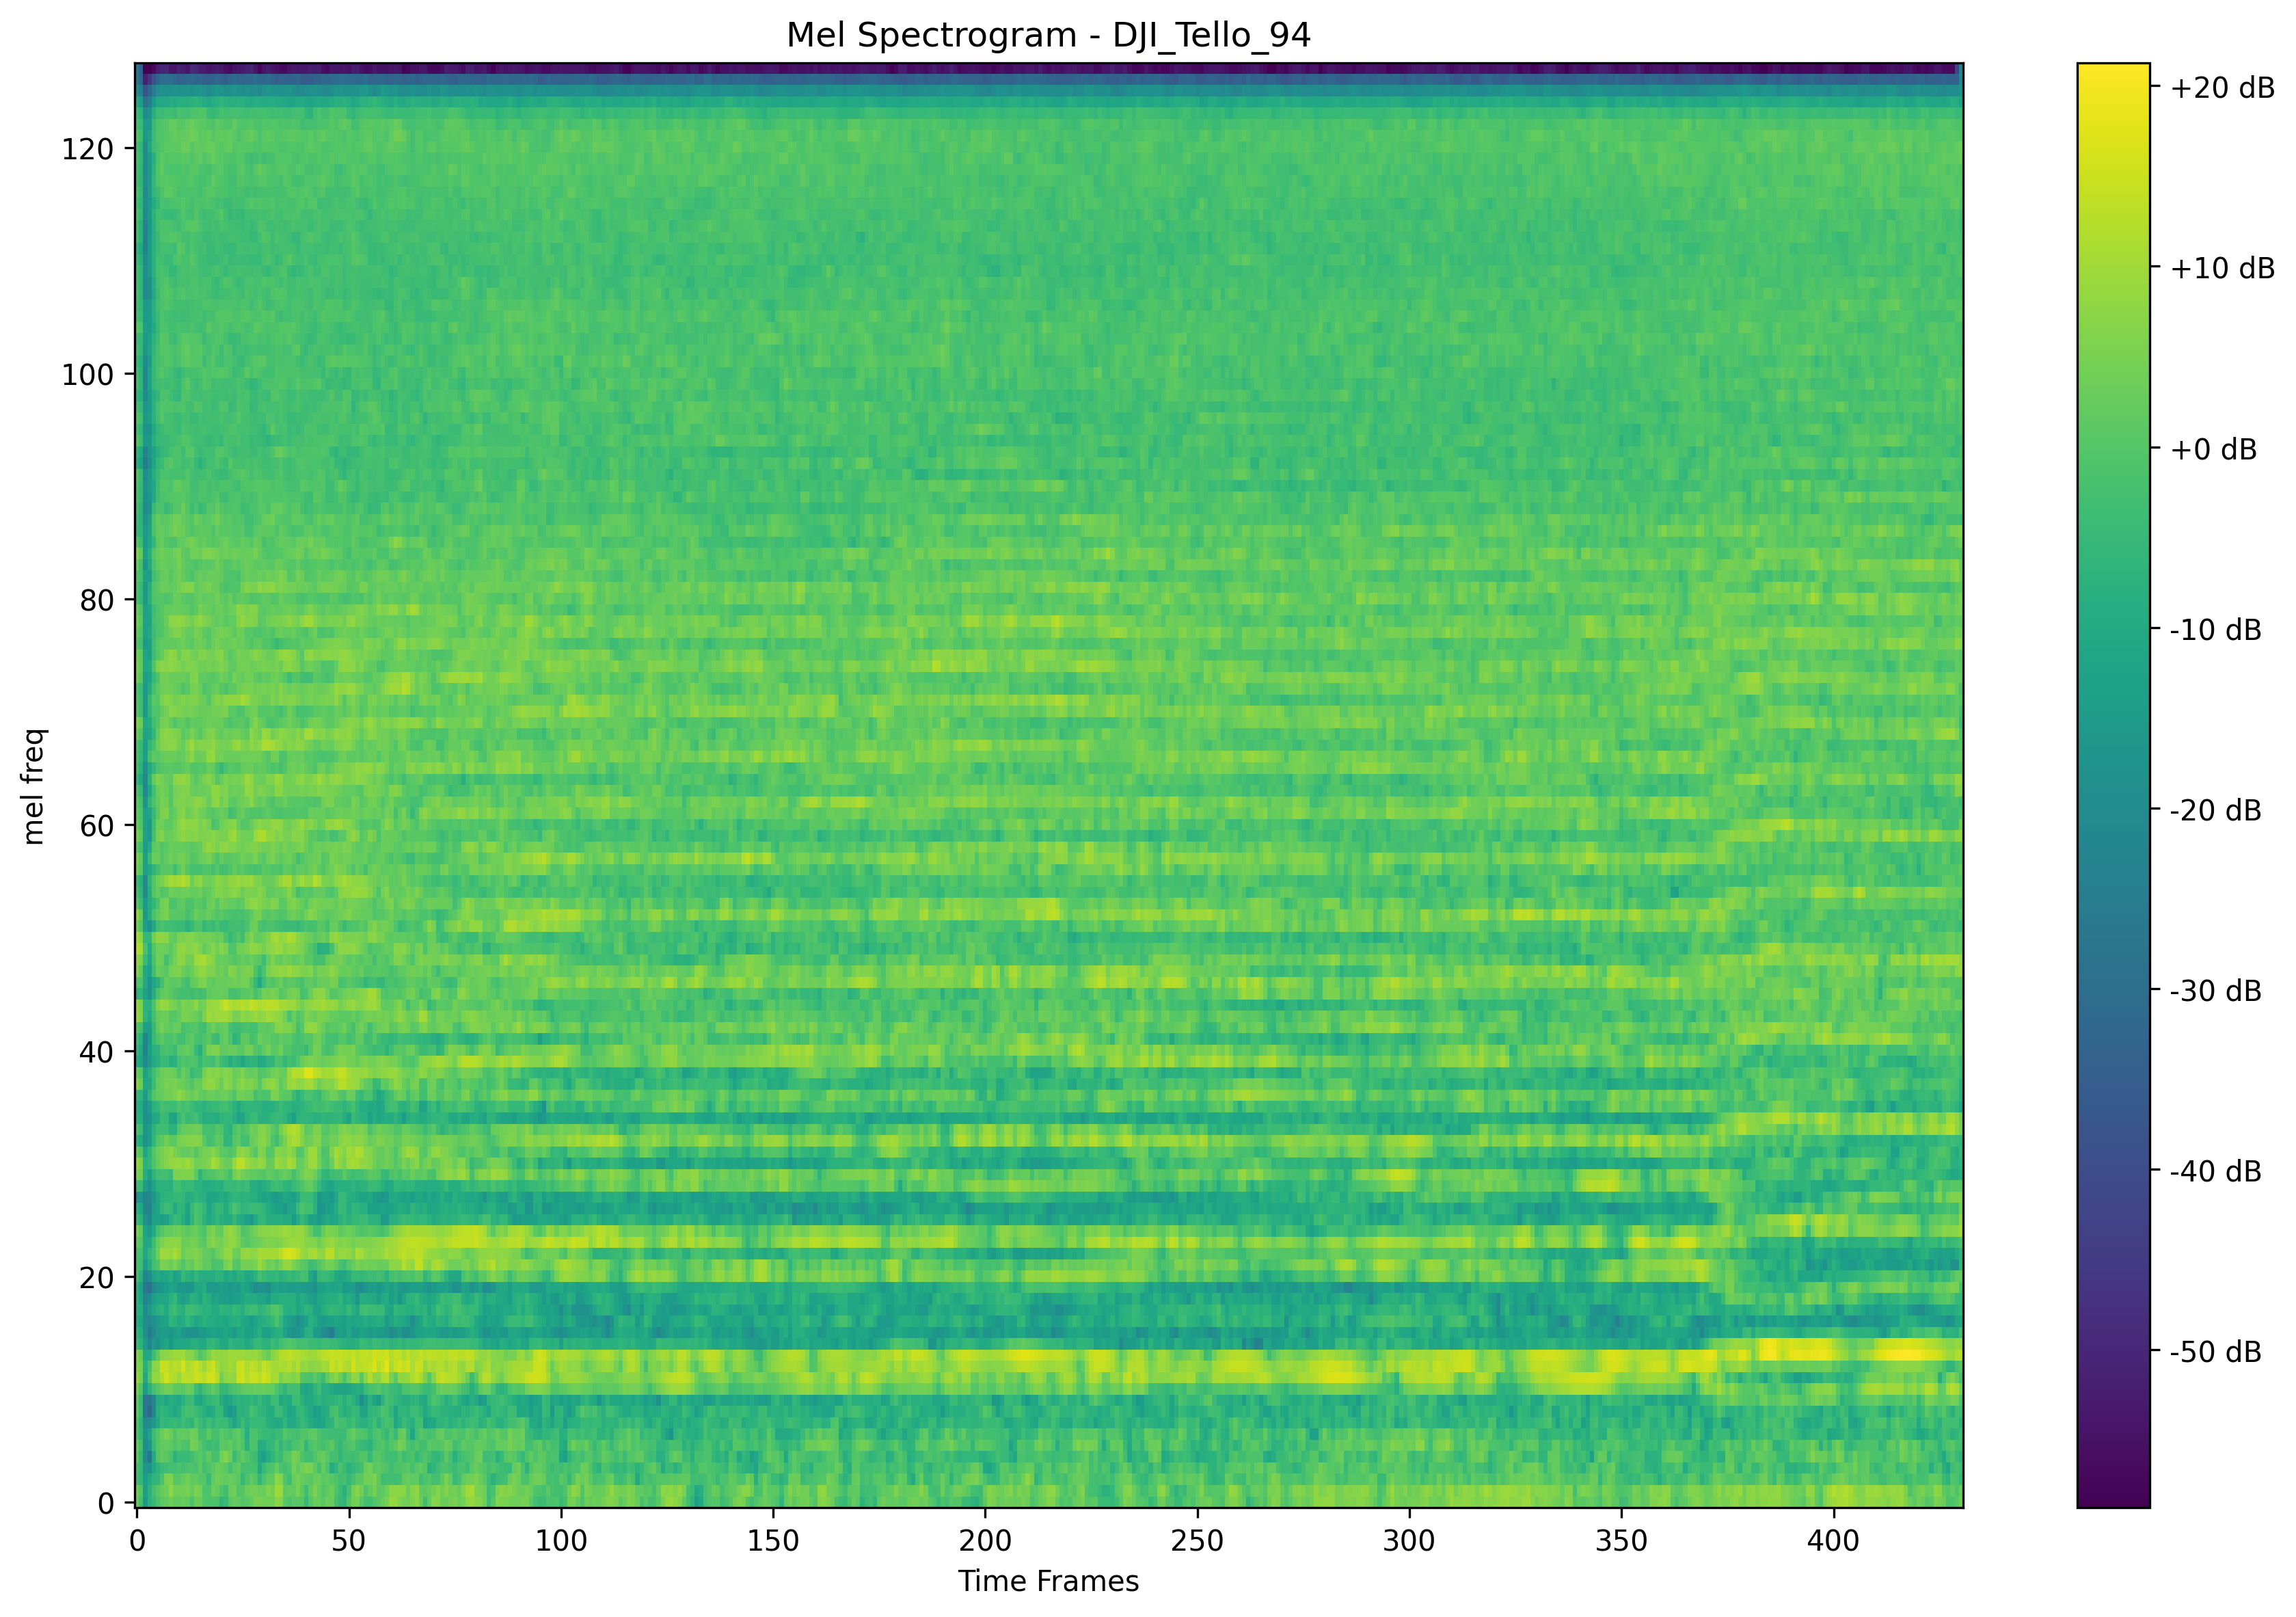 Mel Spectrogram - DJI_Tello_94
mel freq
120
100
80
60
40
20
0
0 50 100 150 200 250 300 350 400
Time Frames
+20 dB
+10 dB
+0 dB
-10 dB
-20 dB
-30 dB
-40 dB
-50 dB